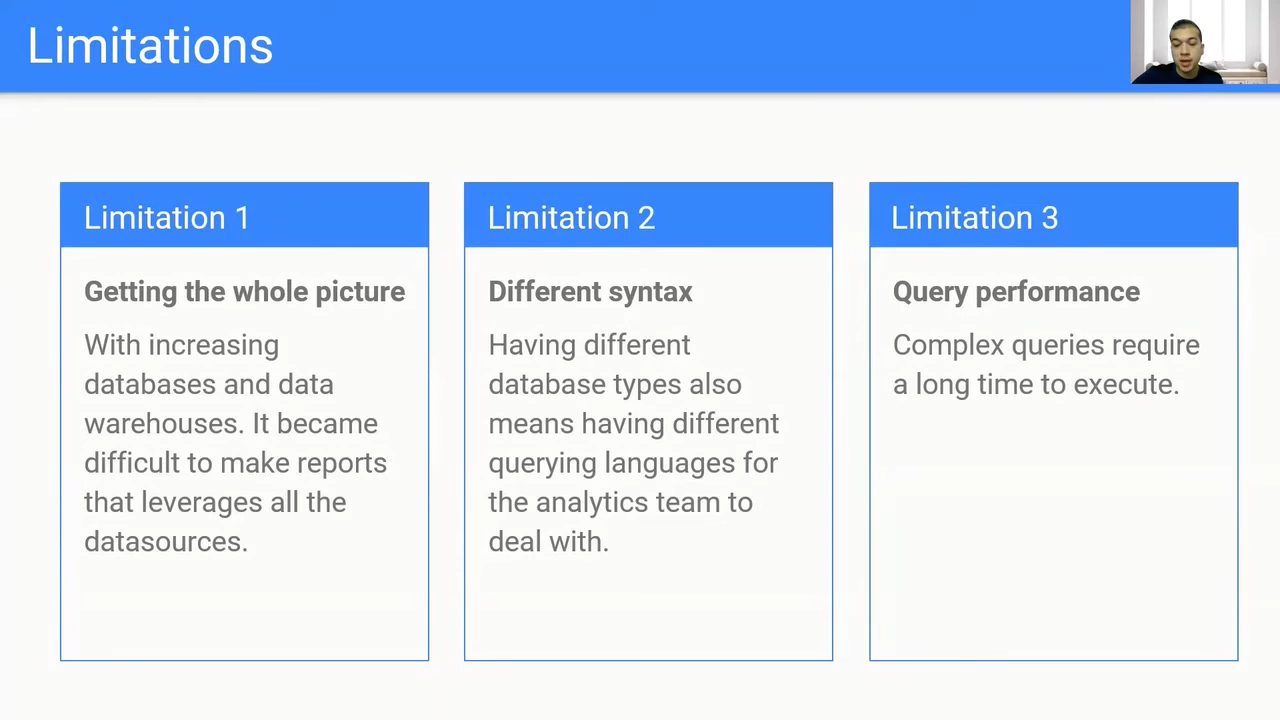 Limitations
Limitation 1
Getting the whole picture
With increasing
databases and data
warehouses. It became
difficult to make reports
that leverages all the
datasources.
Limitation 2
Different syntax
Having different
database types also
means having different
querying languages for
the analytics team to
deal with.
Limitation 3
Query performance
Complex queries require
a long time to execute.